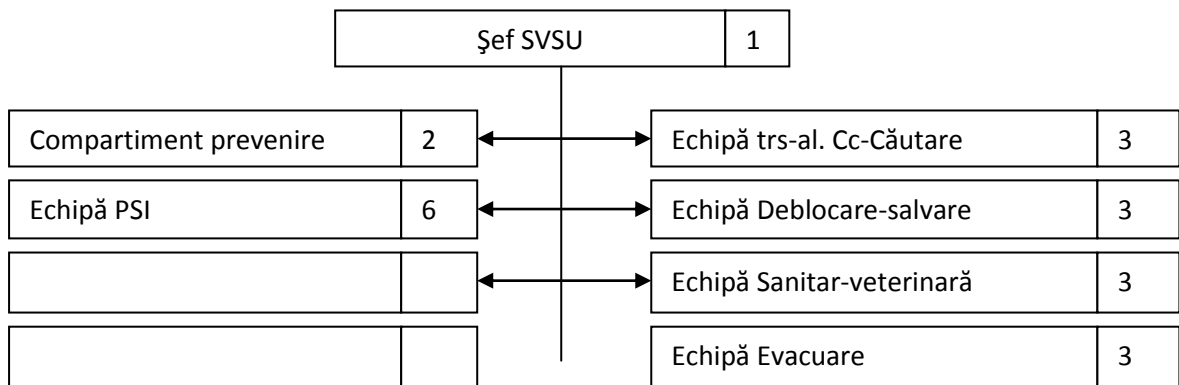 Şef SVSU 1
Compartiment prevenire 2
Echipă trs-al. Cc-Căutare 3
Echipă PSI 6
Echipă Deblocare-salvare 3
Echipă Sanitar-veterinară 3
Echipă Evacuare 3